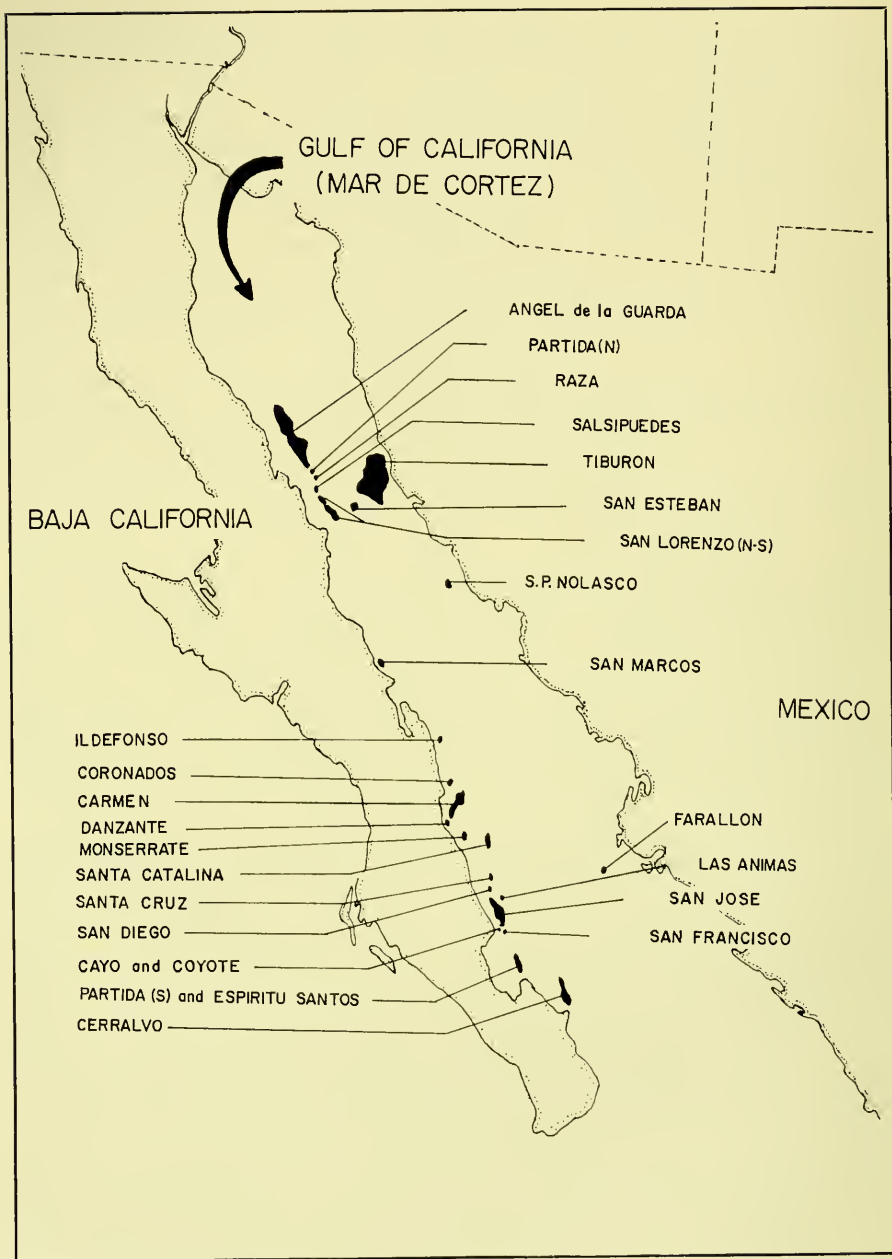 GULF OF CALIFORNIA
(MAR DE CORTEZ)
ANGEL de la GUARDA
PARTIDA(N)
RAZA
SALSIPUEDES
TIBURON
SAN ESTEBAN
BAJA CALIFORNIA
SAN LORENZO(N-S)
S.P. NOLASCO
SAN MARCOS
MEXICO
ILDEFONSO
CORONADOS
CARMEN
DANZANTE
MONSERRATE
SANTA CATALINA
SANTA CRUZ
SAN DIEGO
CAYO and COYOTE
PARTIDA (S) and ESPIRITU SANTOS
CERRALVO
FARALLON
LAS ANIMAS
SAN JOSE
SAN FRANCISCO